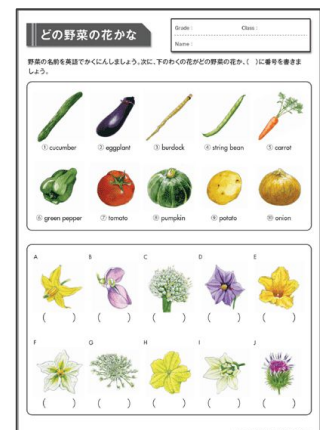 どの野菜の花かな
Grade : Class :
Name :
野菜の名前を英語でかくにんしましょう。次に、下のわくの花がどの野菜の花か、( )に番号を書きま
しょう。
① cucumber ② eggplant ③ burdock ④ string bean ⑤ carrot
⑥ green pepper ⑦ tomato ⑧ pumpkin ⑨ potato ⑩ onion
A B C D E
( ) ( ) ( ) ( ) ( )
F G H I J
( ) ( ) ( ) ( ) ( )